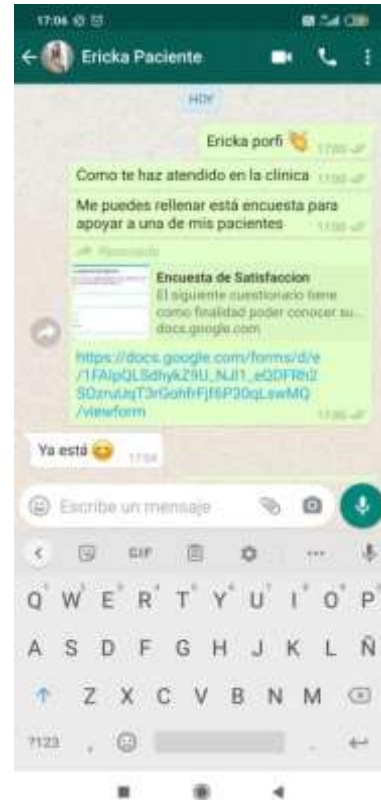 17:06
Ericka Paciente
HOY
Ericka porfi
Como te haz atendido en la clínica
Me puedes rellenar está encuesta para
apoyar a una de mis pacientes
Encuesta de Satisfaccion
El siguiente cuestionario tiene
como finalidad poder conocer su...
docs.google.com
https://docs.google.com/forms/d/e
/viewform
Ya está
Escribe un mensaje
GIF
Q W E R T Y U I O P
A S D F G H J K L Ñ
Z X C V B N M
?123 , .